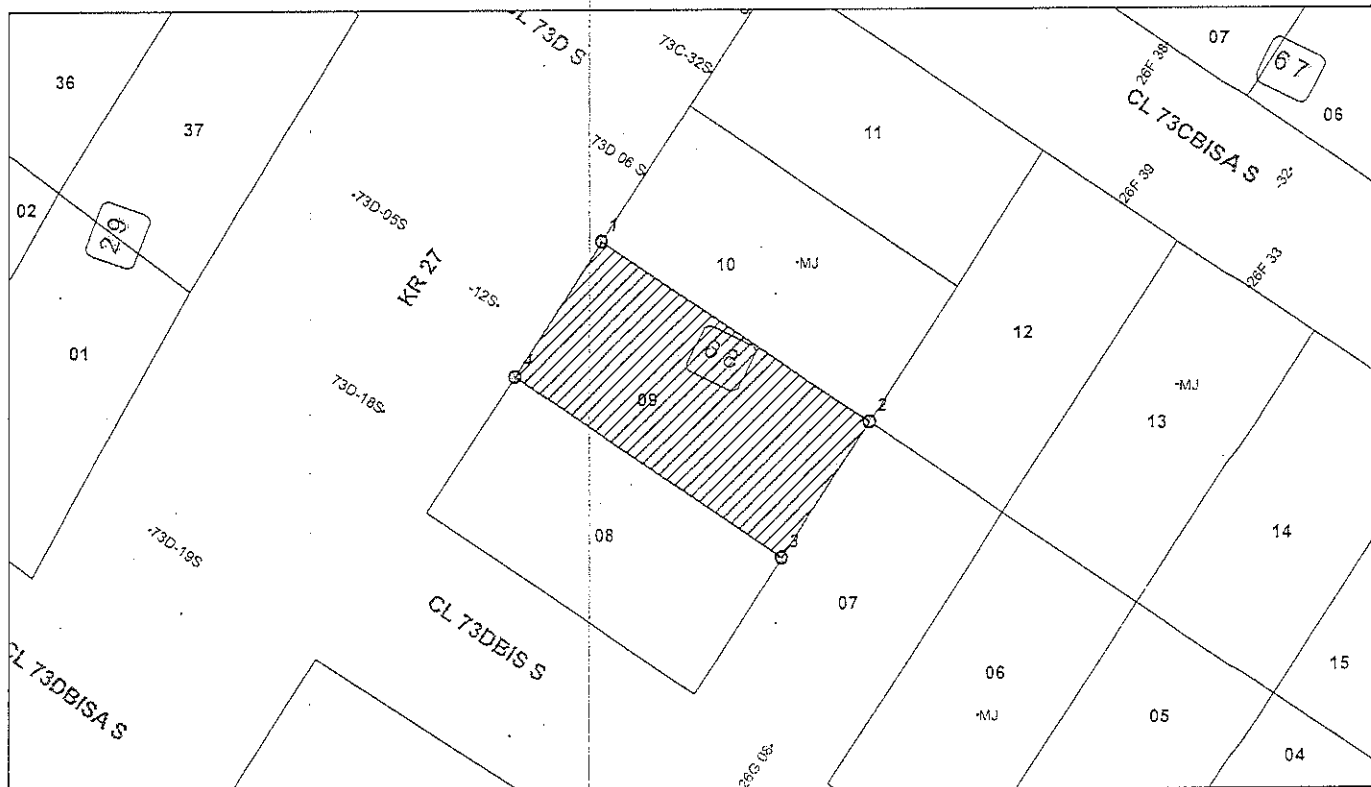 CL 73D S
36
37
02
29
01
73C-32S
73D 06 S
.73D-05S
KR 27
-12S.
73D-18S.
.73D-19S
CL 73DBIS S
CL 73DBISA S
11
10
•MJ
1
2
3
4
09
08
07
12
13
•MJ
14
15
06
•MJ
05
04
26G 08.
26F 38.
26F 39
26F 33
CL 73CBISA S
-32.
07
67
06